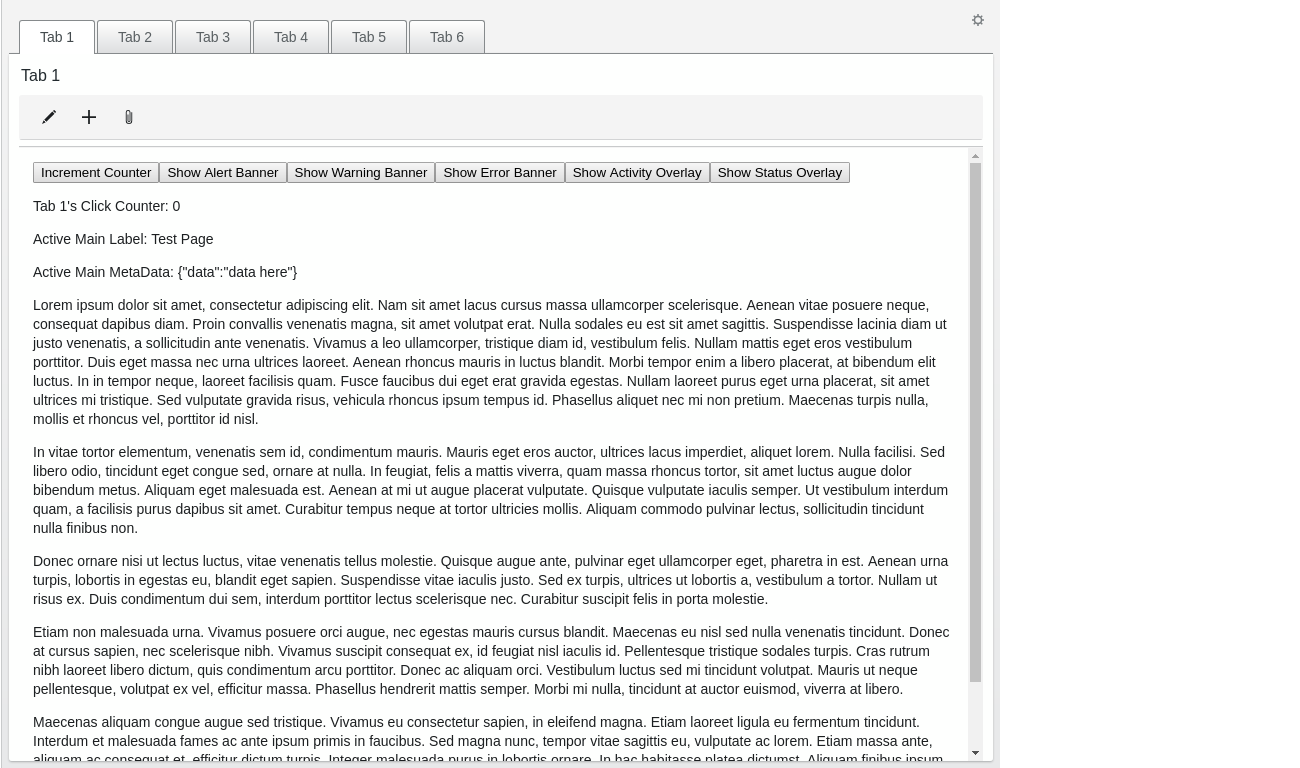 Tab 1 Tab 2 Tab 3 Tab 4 Tab 5 Tab 6
Tab 1
Increment Counter Show Alert Banner Show Warning Banner Show Error Banner Show Activity Overlay Show Status Overlay
Tab 1's Click Counter: 0
Active Main Label: Test Page
Active Main MetaData: {"data":"data here"}
Lorem ipsum dolor sit amet, consectetur adipiscing elit. Nam sit amet lacus cursus massa ullamcorper scelerisque. Aenean vitae posuere neque,
consequat dapibus diam. Proin convallis venenatis magna, sit amet volutpat erat. Nulla sodales eu est sit amet sagittis. Suspendisse lacinia diam ut
justo venenatis, a sollicitudin ante venenatis. Vivamus a leo ullamcorper, tristique diam id, vestibulum felis. Nullam mattis eget eros vestibulum
porttitor. Duis eget massa nec urna ultrices laoreet. Aenean rhoncus mauris in luctus blandit. Morbi tempor enim a libero placerat, at bibendum elit
luctus. In in tempor neque, laoreet facilisis quam. Fusce faucibus dui eget erat gravida egestas. Nullam laoreet purus eget urna placerat, sit amet
ultrices mi tristique. Sed vulputate gravida risus, vehicula rhoncus ipsum tempus id. Phasellus aliquet nec mi non pretium. Maecenas turpis nulla,
mollis et rhoncus vel, porttitor id nisl.
In vitae tortor elementum, venenatis sem id, condimentum mauris. Mauris eget eros auctor, ultrices lacus imperdiet, aliquet lorem. Nulla facilisi. Sed
libero odio, tincidunt eget congue sed, ornare at nulla. In feugiat, felis a mattis viverra, quam massa rhoncus tortor, sit amet luctus augue dolor
bibendum metus. Aliquam eget malesuada est. Aenean at mi ut augue placerat vulputate. Quisque vulputate iaculis semper. Ut vestibulum interdum
quam, a facilisis purus dapibus sit amet. Curabitur tempus neque at tortor ultricies mollis. Aliquam commodo pulvinar lectus, sollicitudin tincidunt
nulla finibus non.
Donec ornare nisi ut lectus luctus, vitae venenatis tellus molestie. Quisque augue ante, pulvinar eget ullamcorper eget, pharetra in est. Aenean urna
turpis, lobortis in egestas eu, blandit eget sapien. Suspendisse vitae iaculis justo. Sed ex turpis, ultrices ut lobortis a, vestibulum a tortor. Nullam ut
risus ex. Duis condimentum dui sem, interdum porttitor lectus scelerisque nec. Curabitur suscipit felis in porta molestie.
Etiam non malesuada urna. Vivamus posuere orci augue, nec egestas mauris cursus blandit. Maecenas eu nisl sed nulla venenatis tincidunt. Donec
at cursus sapien, nec scelerisque nibh. Vivamus suscipit consequat ex, id feugiat nisl iaculis id. Pellentesque tristique sodales turpis. Cras rutrum
nibh laoreet libero dictum, quis condimentum arcu porttitor. Donec ac aliquam orci. Vestibulum luctus sed mi tincidunt volutpat. Mauris ut neque
pellentesque, volutpat ex vel, efficitur massa. Phasellus hendrerit mattis semper. Morbi mi nulla, tincidunt at auctor euismod, viverra at libero.
Maecenas aliquam congue augue sed tristique. Vivamus eu consectetur sapien, in eleifend magna. Etiam laoreet ligula eu fermentum tincidunt.
Interdum et malesuada fames ac ante ipsum primis in faucibus. Sed magna nunc, tempor vitae sagittis eu, vulputate ac lorem. Etiam massa ante,
aliquam ac consequat et, efficitur dictum turpis. Integer malesuada purus in lobortis ornare. In hac habitasse platea dictumst. Aliquam finibus ipsum